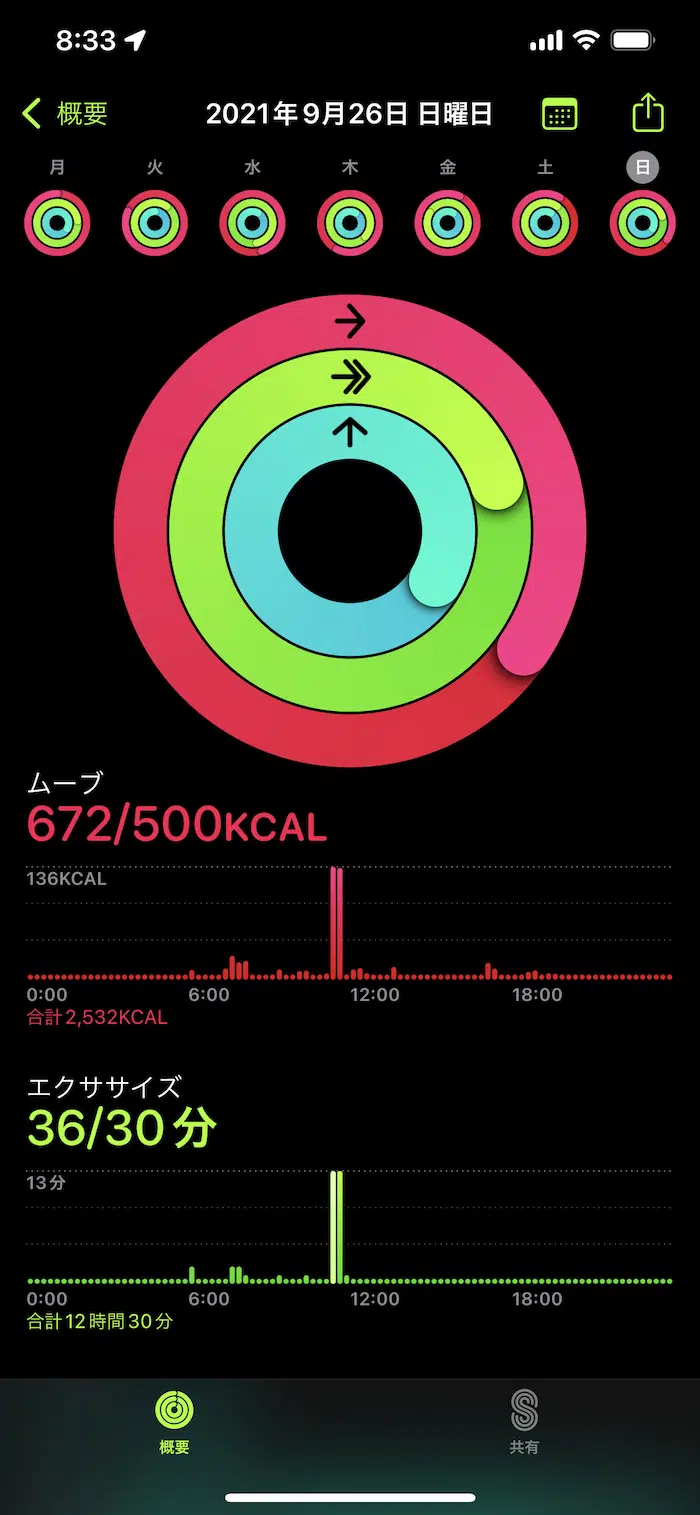 8:33
概要 2021年9月26日 日曜日
月 火 水 木 金 土 日
ムーブ
672/500KCAL
136KCAL
0:00 6:00 12:00 18:00
合計2,532KCAL
エクササイズ
36/30分
13分
0:00 6:00 12:00 18:00
合計12時間30分
概要 共有